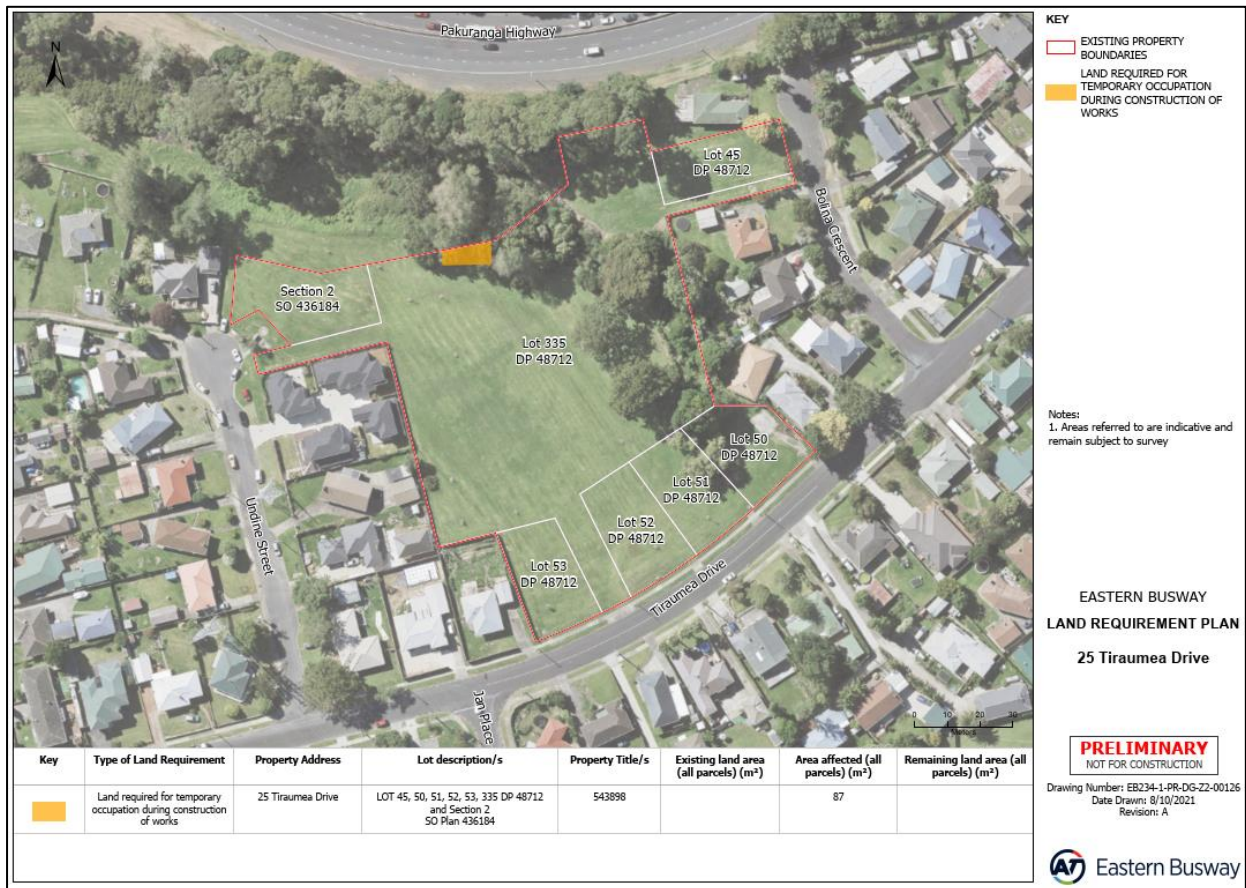 Pakuranga Highway
N
Lot 45
DP 48712
Bolina Crescent
Section 2
SO 436184
Lot 335
DP 48712
Lot 50
DP 48712
Lot 51
DP 48712
Lot 52
DP 48712
Lot 53
DP 48712
Undine Street
Tiraumea Drive
Jan Place
0 10 20 30
Meters
KEY
EXISTING PROPERTY
BOUNDARIES
LAND REQUIRED FOR
TEMPORARY OCCUPATION
DURING CONSTRUCTION OF
WORKS
Notes:
1. Areas referred to are indicative and
remain subject to survey
EASTERN BUSWAY
LAND REQUIREMENT PLAN
25 Tiraumea Drive
PRELIMINARY
NOT FOR CONSTRUCTION
Drawing Number: EB234-1-PR-DG-Z2-00126
Date Drawn: 8/10/2021
Revision: A
AT Eastern Busway
Key
Type of Land Requirement
Property Address
Lot description/s
Property Title/s
Existing land area
(all parcels) (m²)
Area affected (all
parcels) (m²)
Remaining land area (all
parcels) (m²)
Land required for temporary
occupation during construction
of works
25 Tiraumea Drive
LOT 45, 50, 51, 52, 53, 335 DP 48712
and Section 2
SO Plan 436184
543898
87